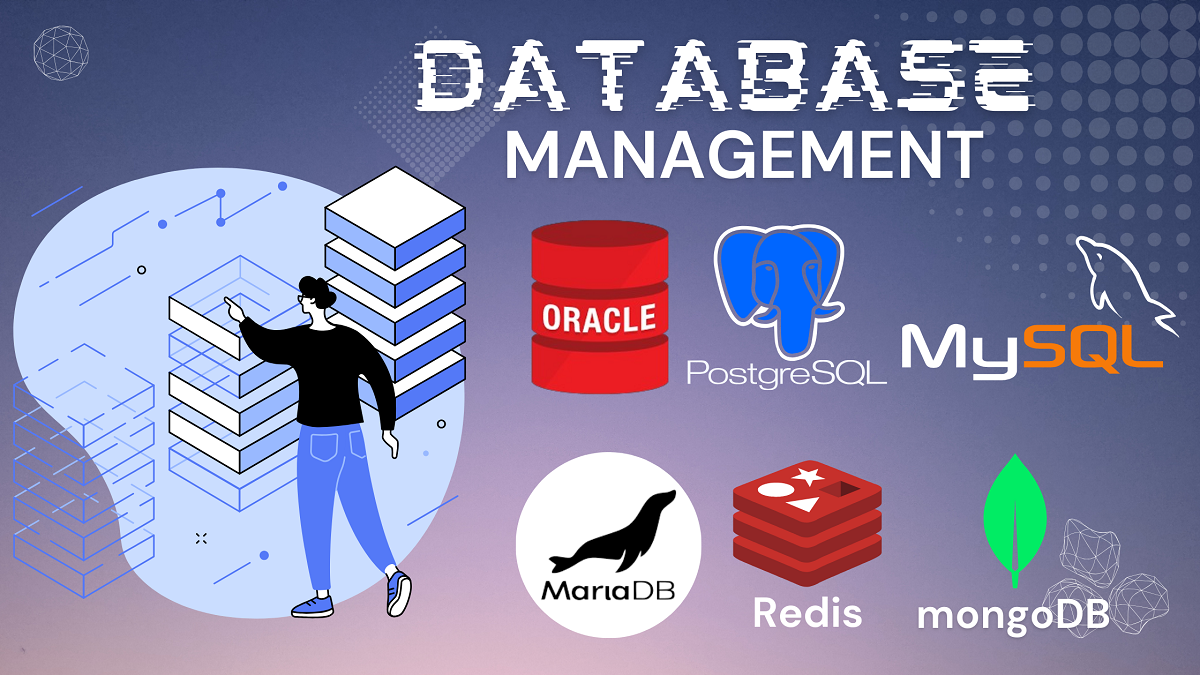 DATABASE
MANAGEMENT
ORACLE
PostgreSQL
MySQL
MariaDB
Redis
mongoDB